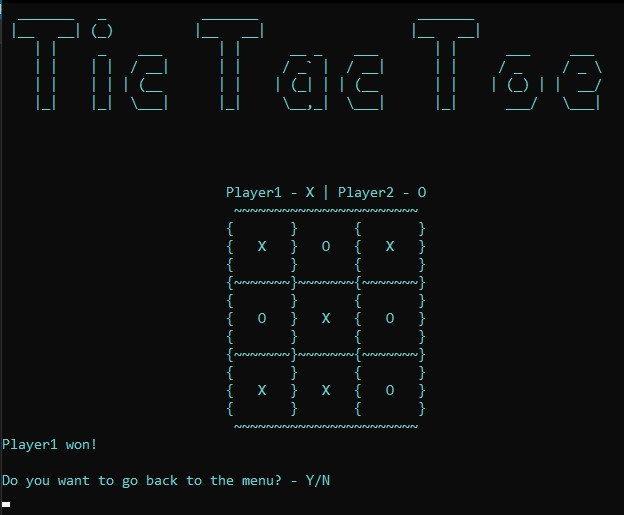 Tic Tac Toe
Player1 - X | Player2 - O
X O X
O X O
X X O
Player1 won!
Do you want to go back to the menu? - Y/N